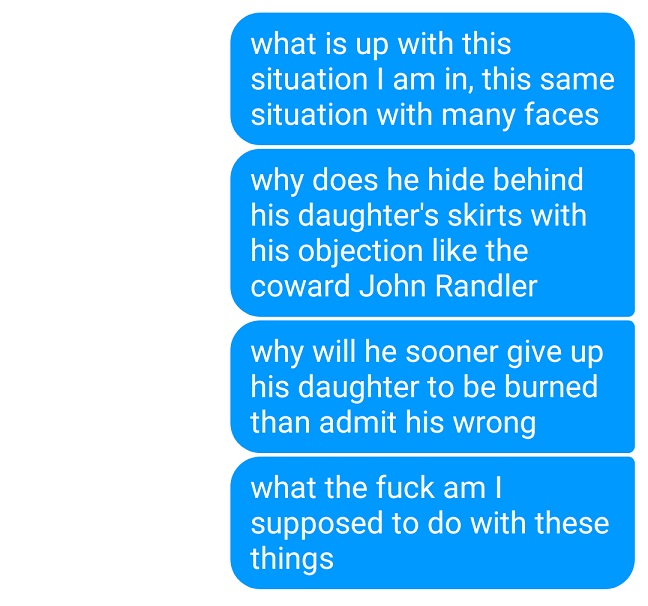 what is up with this
situation I am in, this same
situation with many faces
why does he hide behind
his daughter's skirts with
his objection like the
coward John Randler
why will he sooner give up
his daughter to be burned
than admit his wrong
what the fuck am I
supposed to do with these
things